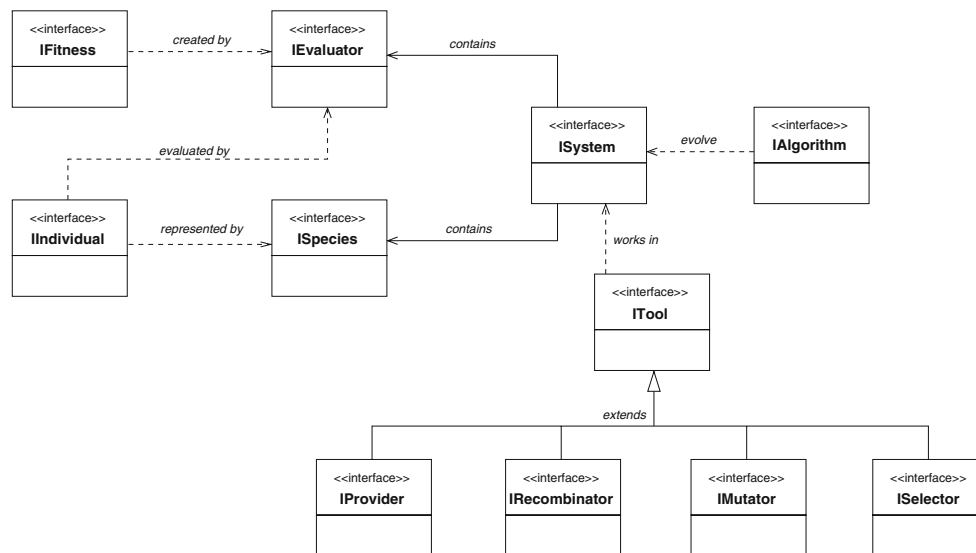 <<interface>>
IFitness
created by
<<interface>>
IEvaluator
contains
<<interface>>
ISystem
evolve
<<interface>>
IAlgorithm
evaluated by
<<interface>>
IIndividual
represented by
<<interface>>
ISpecies
contains
works in
<<interface>>
ITool
extends
<<interface>>
IProvider
<<interface>>
IRecombinator
<<interface>>
IMutator
<<interface>>
ISelector